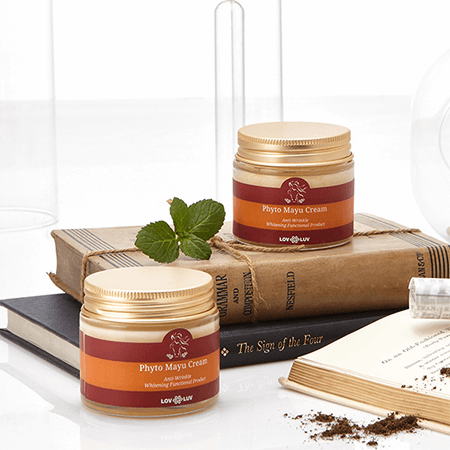 Phyto Mayu Cream
Anti-Wrinkle
Whitening Functional Product
LOV LUV
GRAMMAR
AND
COMPOSITION
NESFIELD
The Sign of the Four
Phyto Mayu Cream
Anti-Wrinkle
Whitening Functional Product
LOV LUV